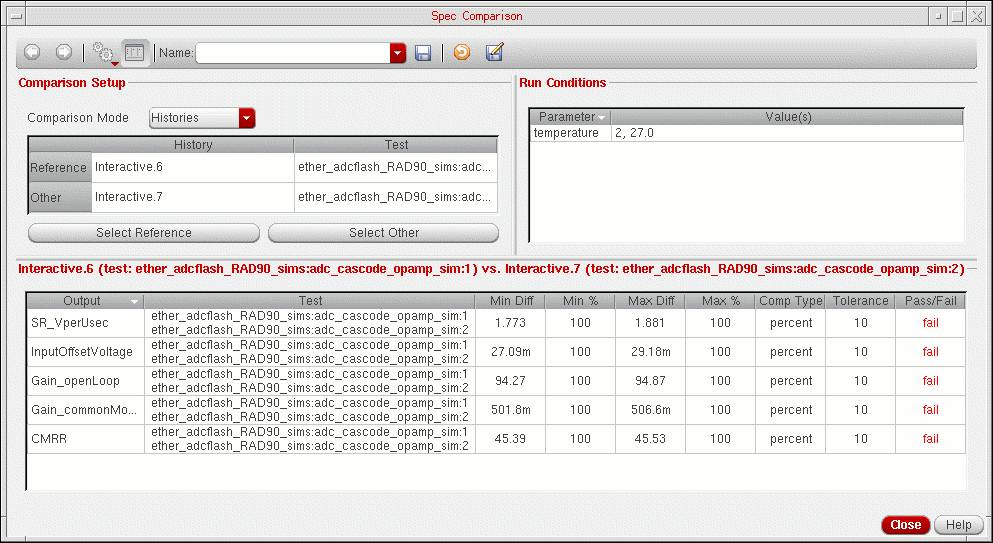 Spec Comparison
Name:
Comparison Setup
Run Conditions
Comparison Mode Histories
Parameter Value(s)
temperature 2, 27.0
History Test
Reference Interactive.6 ether_adcflash_RAD90_sims:adc...
Other Interactive.7 ether_adcflash_RAD90_sims:adc...
Select Reference Select Other
Interactive.6 (test: ether_adcflash_RAD90_sims:adc_cascode_opamp_sim:1) vs. Interactive.7 (test: ether_adcflash_RAD90_sims:adc_cascode_opamp_sim:2)
Output Test Min Diff Min % Max Diff Max % Comp Type Tolerance Pass/Fail
ether_adcflash_RAD90_sims:adc_cascode_opamp_sim:1
SR_VperUsec 1.773 100 1.881 100 percent 10 fail
ether_adcflash_RAD90_sims:adc_cascode_opamp_sim:2
ether_adcflash_RAD90_sims:adc_cascode_opamp_sim:1
InputOffsetVoltage 27.09m 100 29.18m 100 percent 10 fail
ether_adcflash_RAD90_sims:adc_cascode_opamp_sim:2
ether_adcflash_RAD90_sims:adc_cascode_opamp_sim:1
Gain_openLoop 94.27 100 94.87 100 percent 10 fail
ether_adcflash_RAD90_sims:adc_cascode_opamp_sim:2
ether_adcflash_RAD90_sims:adc_cascode_opamp_sim:1
Gain_commonMo... 501.8m 100 506.6m 100 percent 10 fail
ether_adcflash_RAD90_sims:adc_cascode_opamp_sim:2
ether_adcflash_RAD90_sims:adc_cascode_opamp_sim:1
CMRR 45.39 100 45.53 100 percent 10 fail
ether_adcflash_RAD90_sims:adc_cascode_opamp_sim:2
Close Help